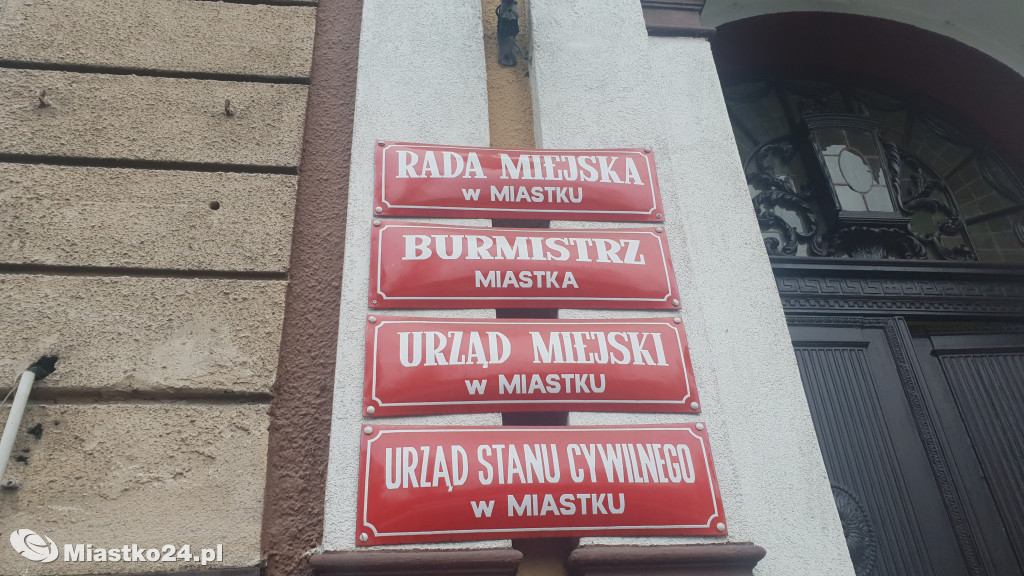 RADA MIEJSKA
W MIASTKU
BURMISTRZ
MIASTKA
URZĄD MIEJSKI
W MIASTKU
URZĄD STANU CYWILNEGO
W MIASTKU
Miastko24.pl